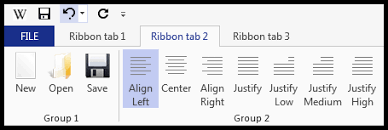 W
FILE Ribbon tab 1 Ribbon tab 2 Ribbon tab 3
New Open Save Align Left Center Align Right Justify Justify Low Justify Medium Justify High
Group 1 Group 2